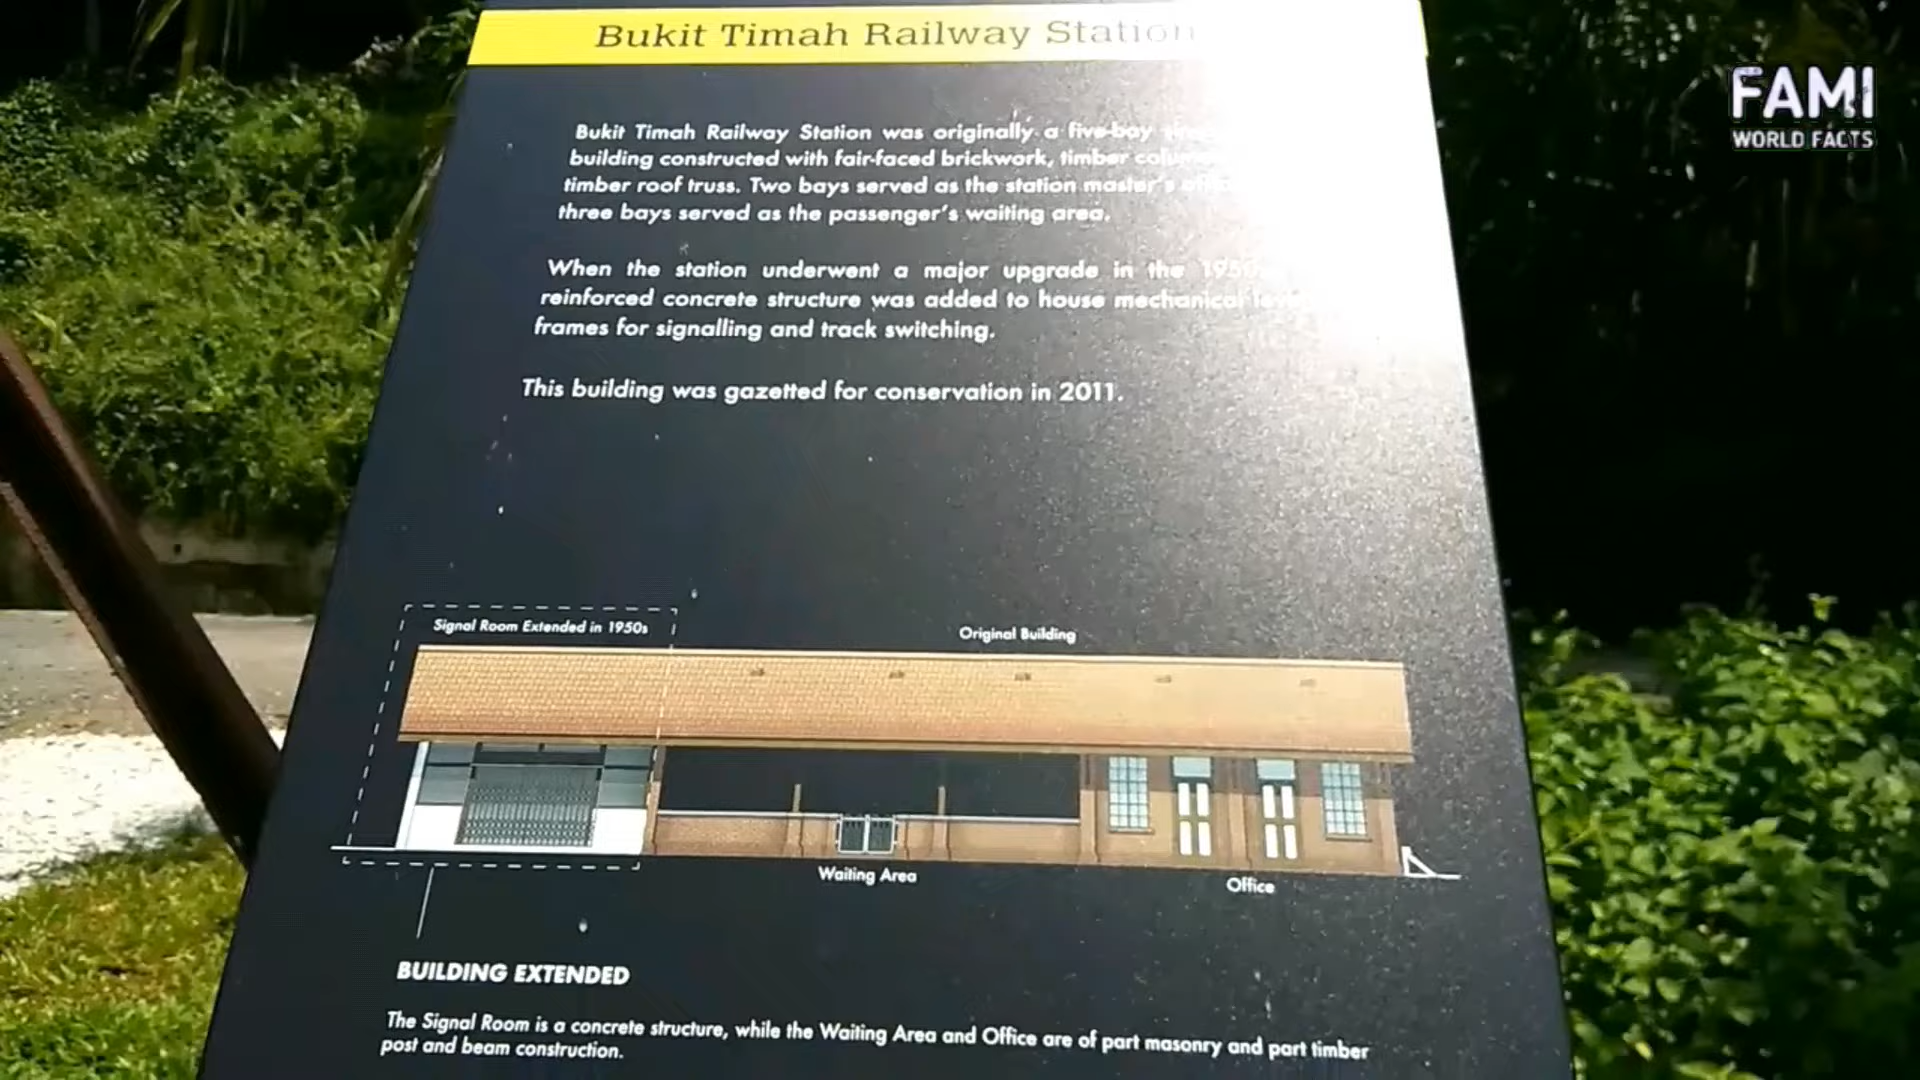 Bukit Timah Railway Station
FAMI
WORLD FACTS
Bukit Timah Railway Station was originally a five-bay
building constructed with fair-faced brickwork, timber
timber roof truss. Two bays served as the station master's
three bays served as the passenger's waiting area.
When the station underwent a major upgrade in the
reinforced concrete structure was added to house mechanical
frames for signalling and track switching.
This building was gazetted for conservation in 2011.
Signal Room Extended in 1950s
Original Building
Waiting Area
Office
BUILDING EXTENDED
The Signal Room is a concrete structure, while the Waiting Area and Office are of part masonry and part timber
post and beam construction.